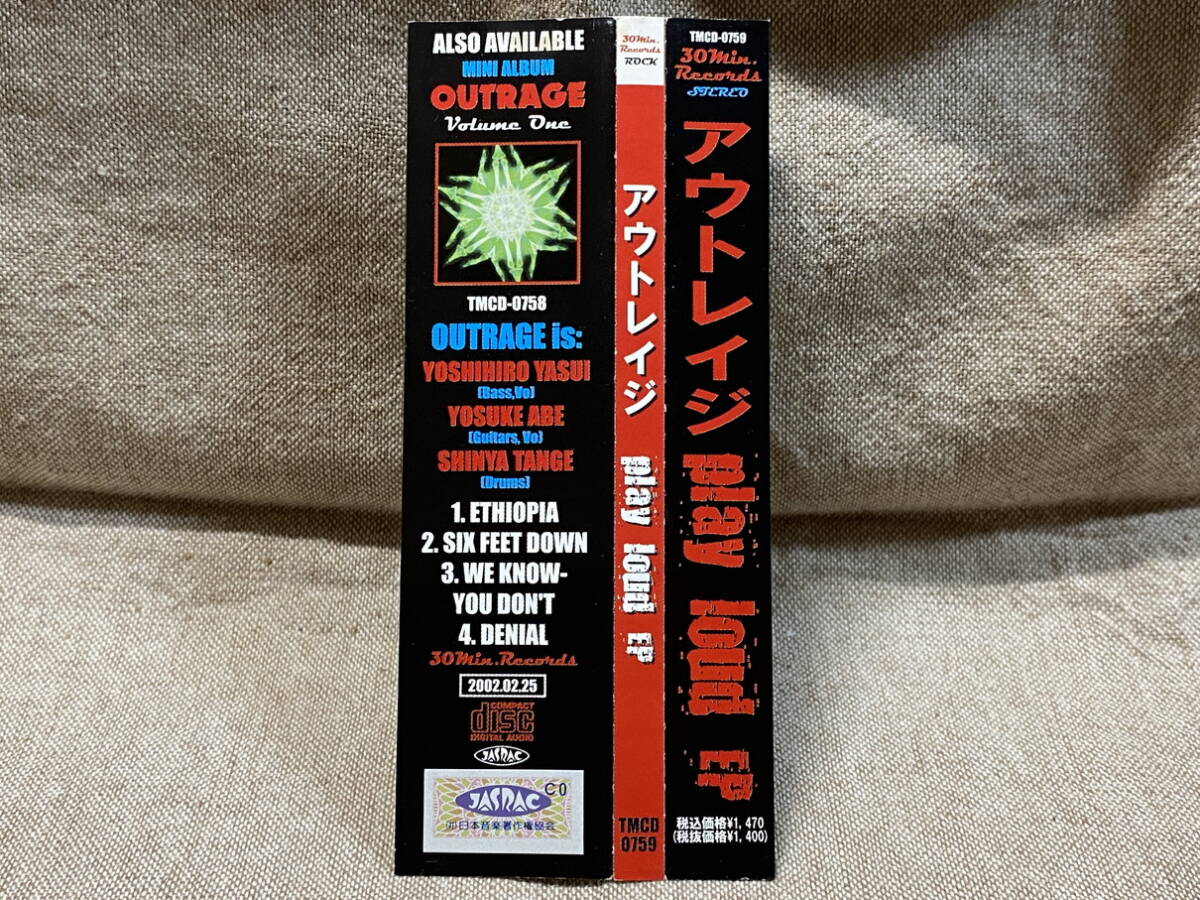 ALSO AVAILABLE
MINI ALBUM
OUTRAGE
Volume One
TMCD-0758
OUTRAGE is:
YOSHIHIRO YASUI
(Bass,Vo)
YOSUKE ABE
(Guitars, Vo)
SHINYA TANGE
(Drums)
1. ETHIOPIA
2. SIX FEET DOWN
3. WE KNOW-
YOU DON'T
4. DENIAL
30Min.Records
2002.02.25
COMPACT
disc
DIGITAL AUDIO
JASRAC
JASRAC
C0
(社)日本音楽著作権協会
30Min.
Records
ROCK
アウトレイジ
play loud EP
TMCD
0759
TMCD-0759
30Min.
Records
STEREO
アウトレイジ
play loud EP
税込価格¥1,470
(税抜価格¥1,400)